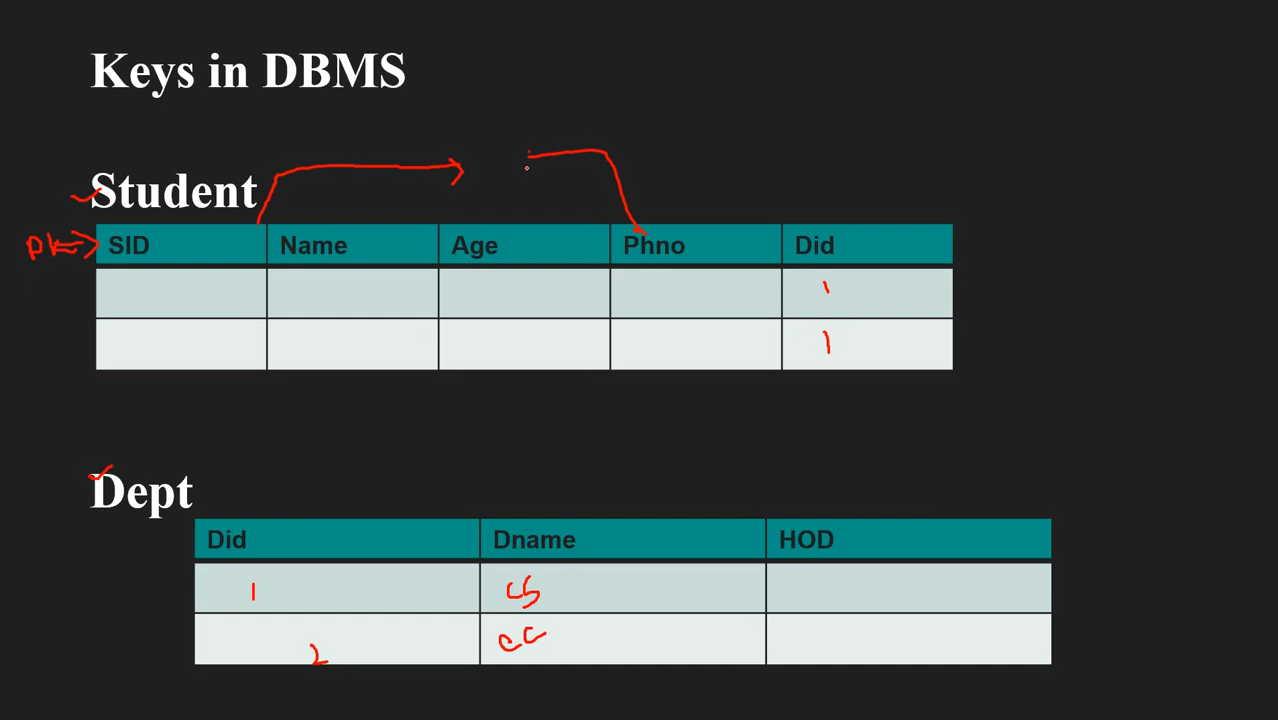 Keys in DBMS
Student
pk SID Name Age Phno Did
1
1
Dept
Did Dname HOD
1 CS
2